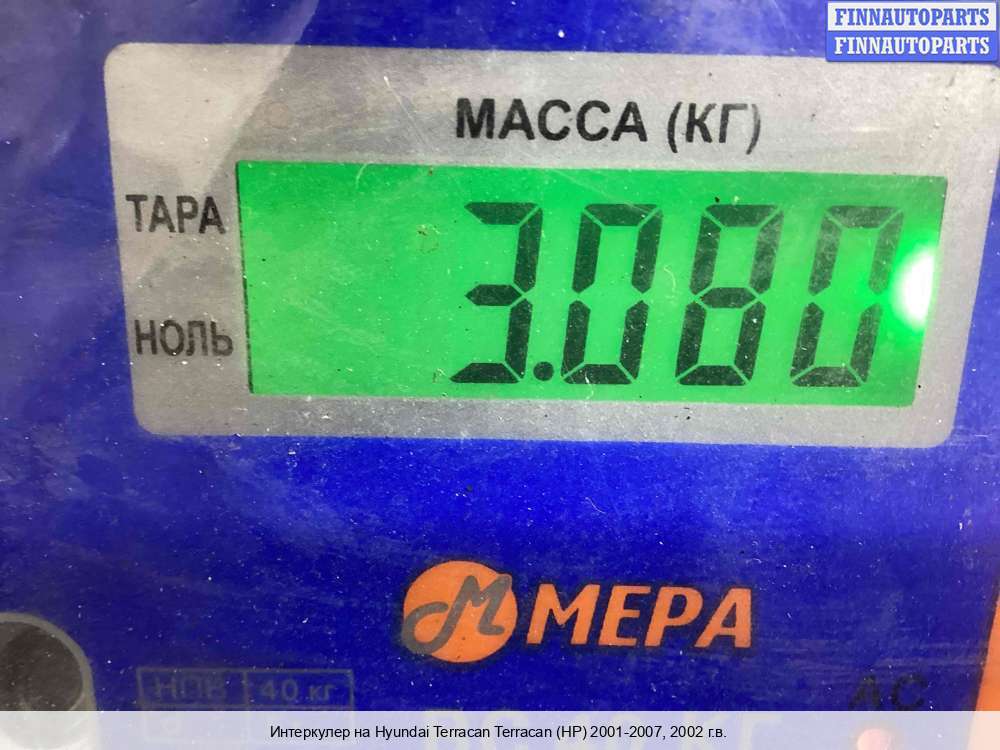 FINNAUTOPARTS
FINNAUTOPARTS
МАССА (КГ)
ТАРА
3.080
НОЛЬ
МЕРА
НПВ 40 кг
AC
Интеркулер на Hyundai Terracan Terracan (HP) 2001-2007, 2002 г.в.